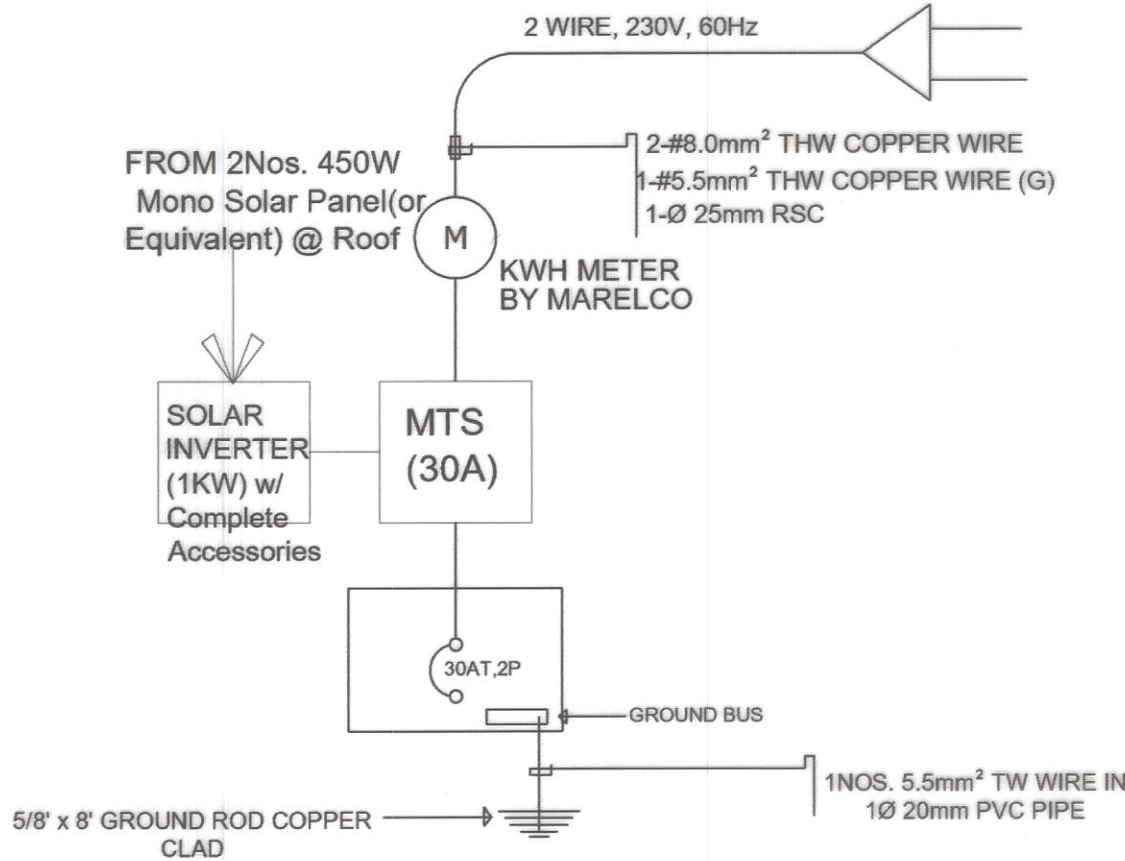 2 WIRE, 230V, 60Hz
2-#8.0mm² THW COPPER WIRE
1-#5.5mm² THW COPPER WIRE (G)
1-Ø 25mm RSC
FROM 2Nos. 450W
Mono Solar Panel(or
Equivalent) @ Roof
M
KWH METER
BY MARELCO
SOLAR
INVERTER
(1KW) w/
Complete
Accessories
MTS
(30A)
30AT,2P
GROUND BUS
1NOS. 5.5mm² TW WIRE IN
1Ø 20mm PVC PIPE
5/8' x 8' GROUND ROD COPPER
CLAD